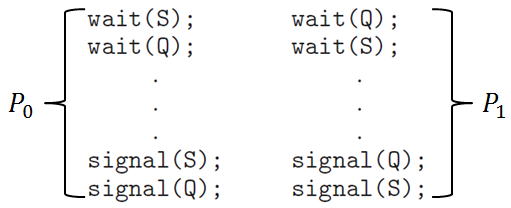 wait(S); wait(Q);
wait(Q); wait(S);
. .
P0 . . P1
. .
signal(S); signal(Q);
signal(Q); signal(S);